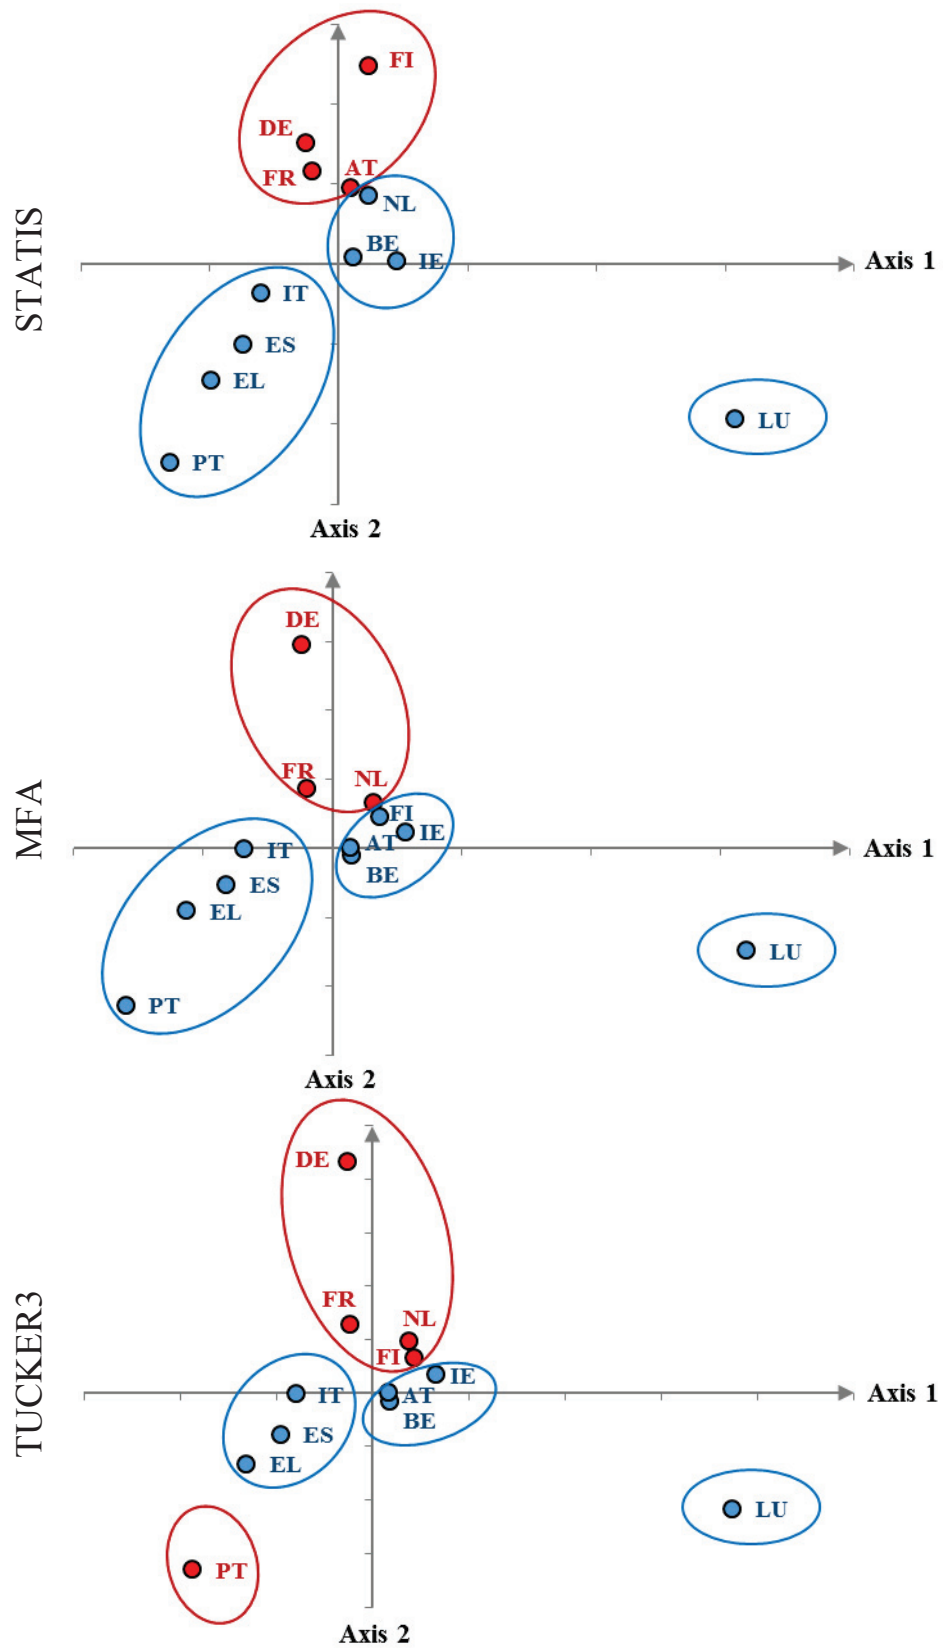 STATIS
FI
DE
FR
AT
NL
BE
IE
Axis 1
IT
ES
EL
PT
LU
Axis 2
MFA
DE
FR
NL
FI
IE
AT
BE
Axis 1
IT
ES
EL
PT
LU
Axis 2
TUCKER3
DE
FR
NL
FI
IE
AT
BE
Axis 1
IT
ES
EL
LU
PT
Axis 2